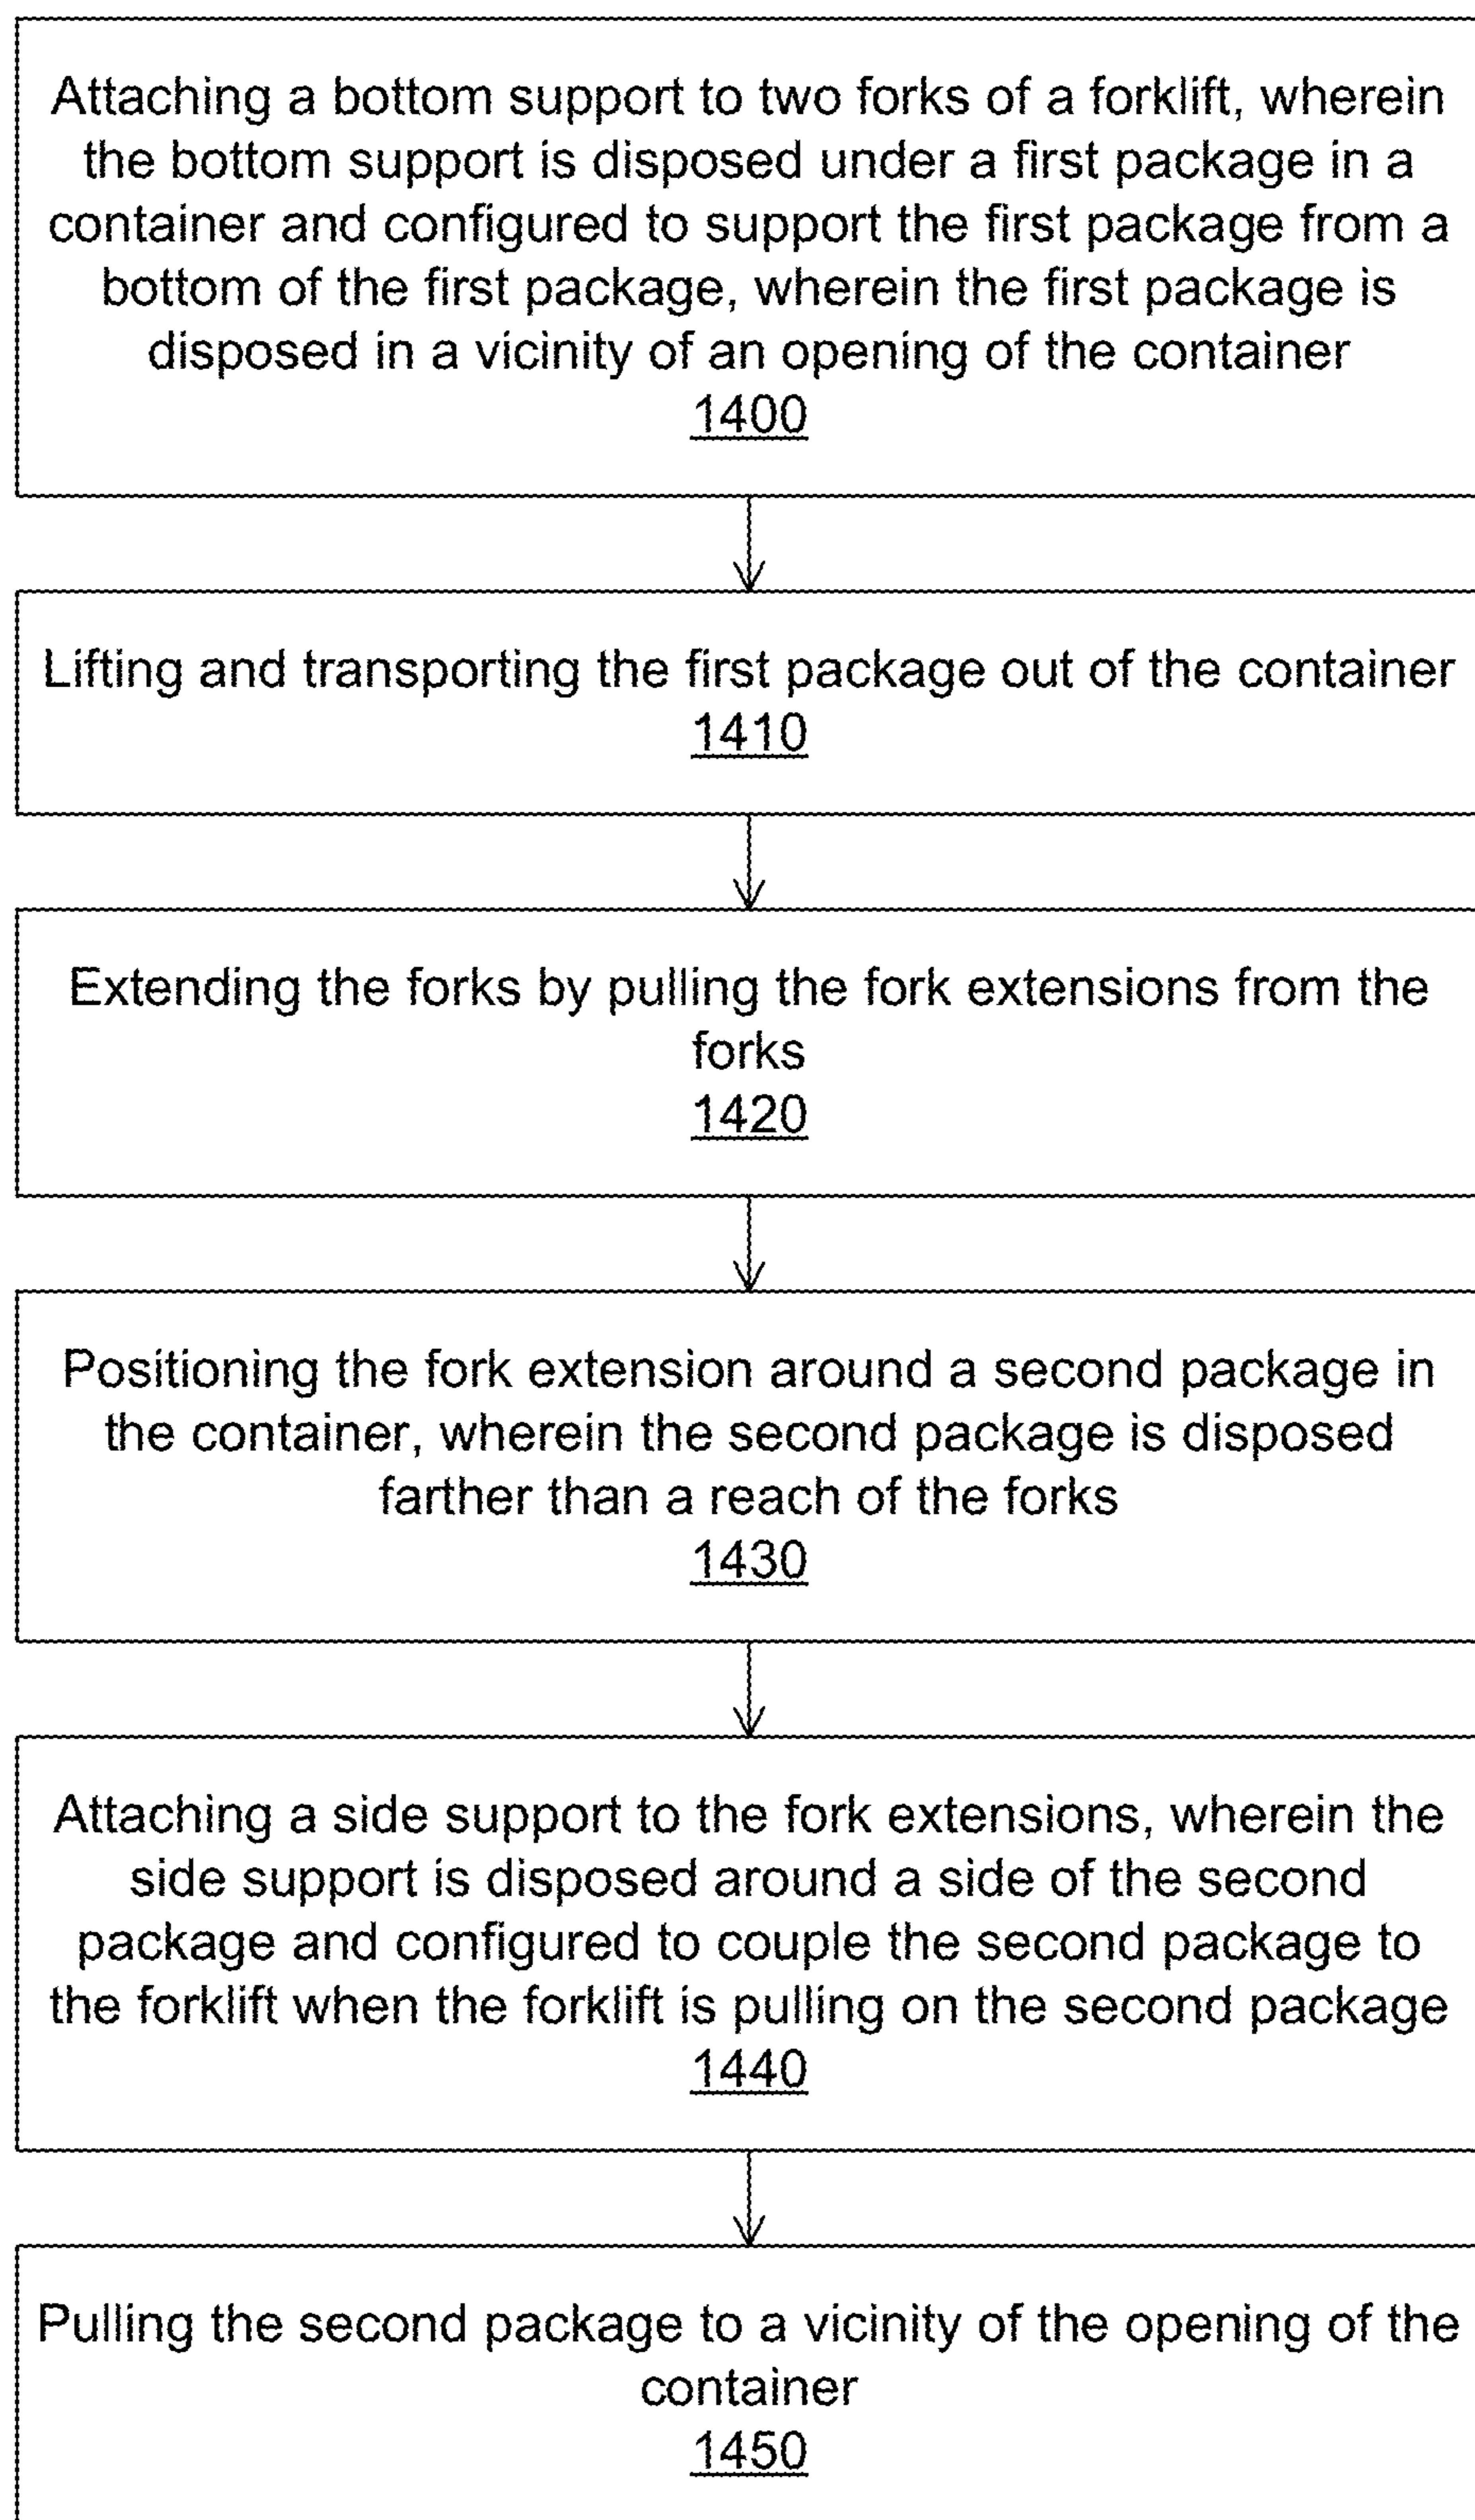 Attaching a bottom support to two forks of a forklift, wherein
the bottom support is disposed under a first package in a
container and configured to support the first package from a
bottom of the first package, wherein the first package is
disposed in a vicinity of an opening of the container
1400
Lifting and transporting the first package out of the container
1410
Extending the forks by pulling the fork extensions from the
forks
1420
Positioning the fork extension around a second package in
the container, wherein the second package is disposed
farther than a reach of the forks
1430
Attaching a side support to the fork extensions, wherein the
side support is disposed around a side of the second
package and configured to couple the second package to
the forklift when the forklift is pulling on the second package
1440
Pulling the second package to a vicinity of the opening of the
container
1450